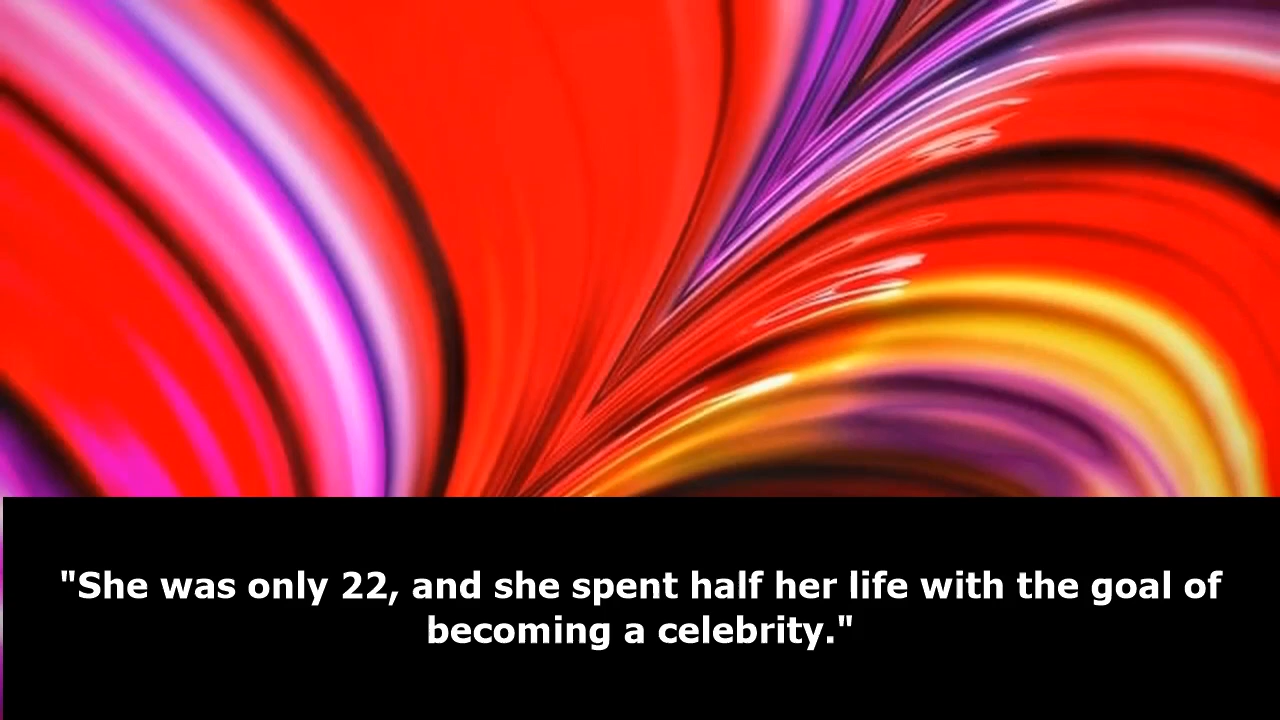 "She was only 22, and she spent half her life with the goal of
becoming a celebrity."